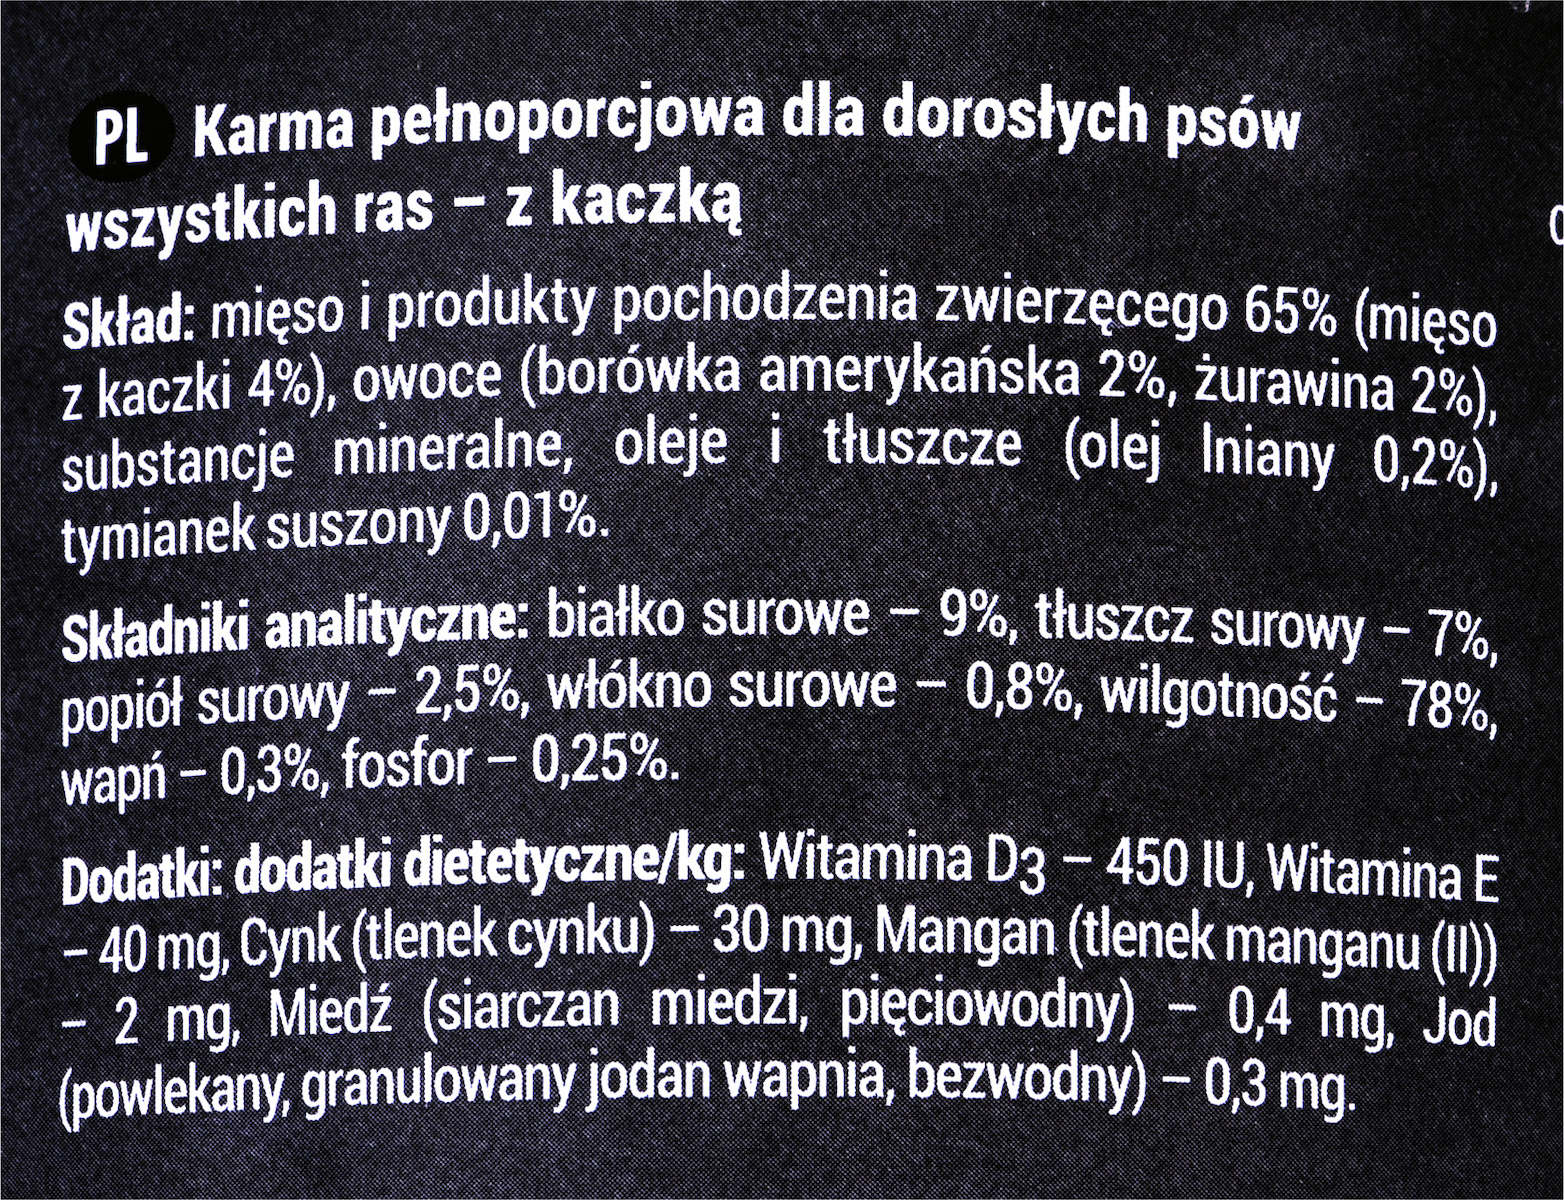 PL Karma pełnoporcjowa dla dorosłych psów
wszystkich ras – z kaczką
Skład: mięso i produkty pochodzenia zwierzęcego 65% (mięso
z kaczki 4%), owoce (borówka amerykańska 2%, żurawina 2%),
substancje mineralne, oleje i tłuszcze (olej lniany 0,2%),
tymianek suszony 0,01%.
Składniki analityczne: białko surowe – 9%, tłuszcz surowy – 7%,
popiół surowy – 2,5%, włókno surowe – 0,8%, wilgotność – 78%,
wapń – 0,3%, fosfor – 0,25%.
Dodatki: dodatki dietetyczne/kg: Witamina D3 – 450 IU, Witamina E
– 40 mg, Cynk (tlenek cynku) – 30 mg, Mangan (tlenek manganu (II))
– 2 mg, Miedź (siarczan miedzi, pięciowodny) – 0,4 mg, Jod
(powlekany, granulowany jodan wapnia, bezwodny) – 0,3 mg.